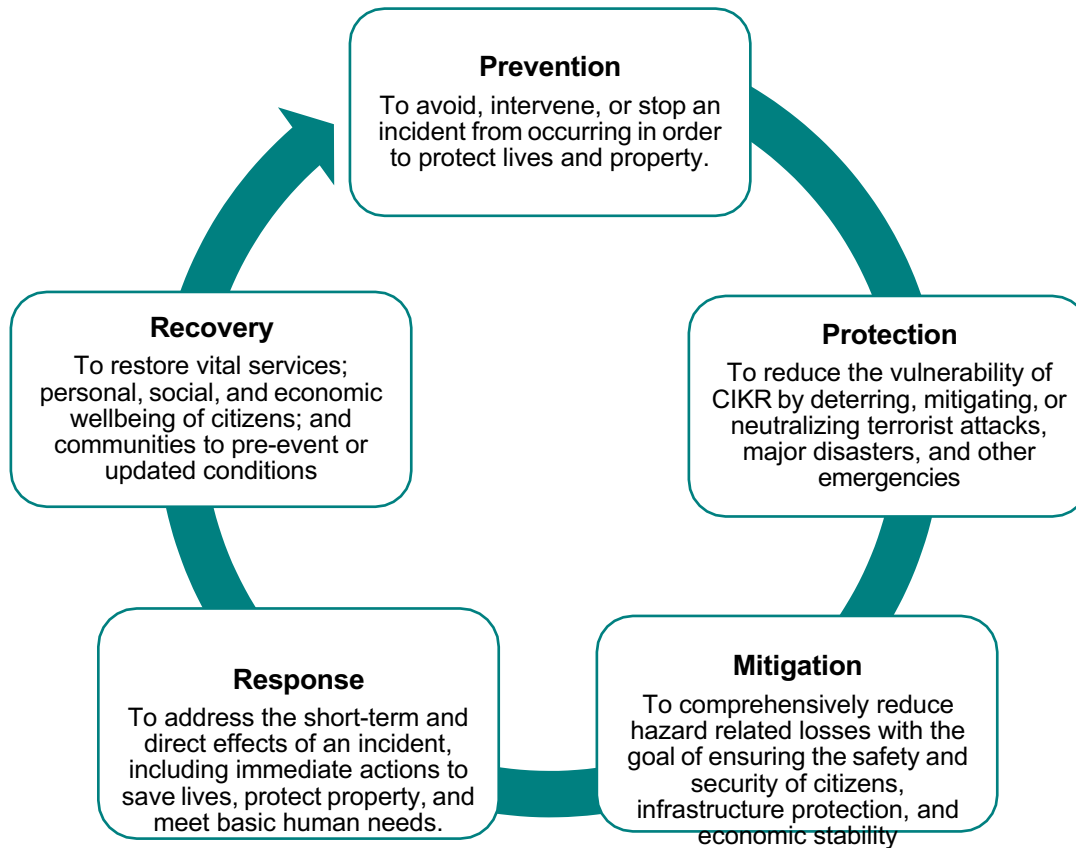 Prevention
To avoid, intervene, or stop an
incident from occurring in order
to protect lives and property.
Protection
To reduce the vulnerability of
CIKR by deterring, mitigating, or
neutralizing terrorist attacks,
major disasters, and other
emergencies
Mitigation
To comprehensively reduce
hazard related losses with the
goal of ensuring the safety and
security of citizens,
infrastructure protection, and
economic stability
Response
To address the short-term and
direct effects of an incident,
including immediate actions to
save lives, protect property, and
meet basic human needs.
Recovery
To restore vital services;
personal, social, and economic
wellbeing of citizens; and
communities to pre-event or
updated conditions